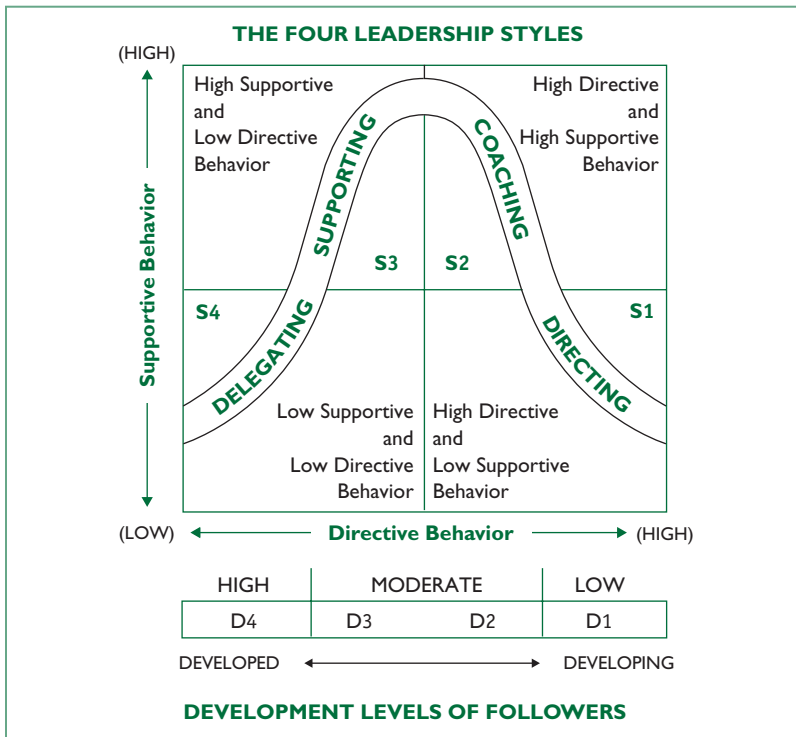 THE FOUR LEADERSHIP STYLES
(HIGH)
High Supportive
and
Low Directive
Behavior
High Directive
and
High Supportive
Behavior
SUPPORTING
COACHING
Supportive Behavior
S3
S2
S4
S1
DELEGATING
DIRECTING
Low Supportive
and
Low Directive
Behavior
High Directive
and
Low Supportive
Behavior
(LOW)
Directive Behavior
(HIGH)
HIGH
MODERATE
LOW
D4
D3
D2
D1
DEVELOPED
DEVELOPING
DEVELOPMENT LEVELS OF FOLLOWERS